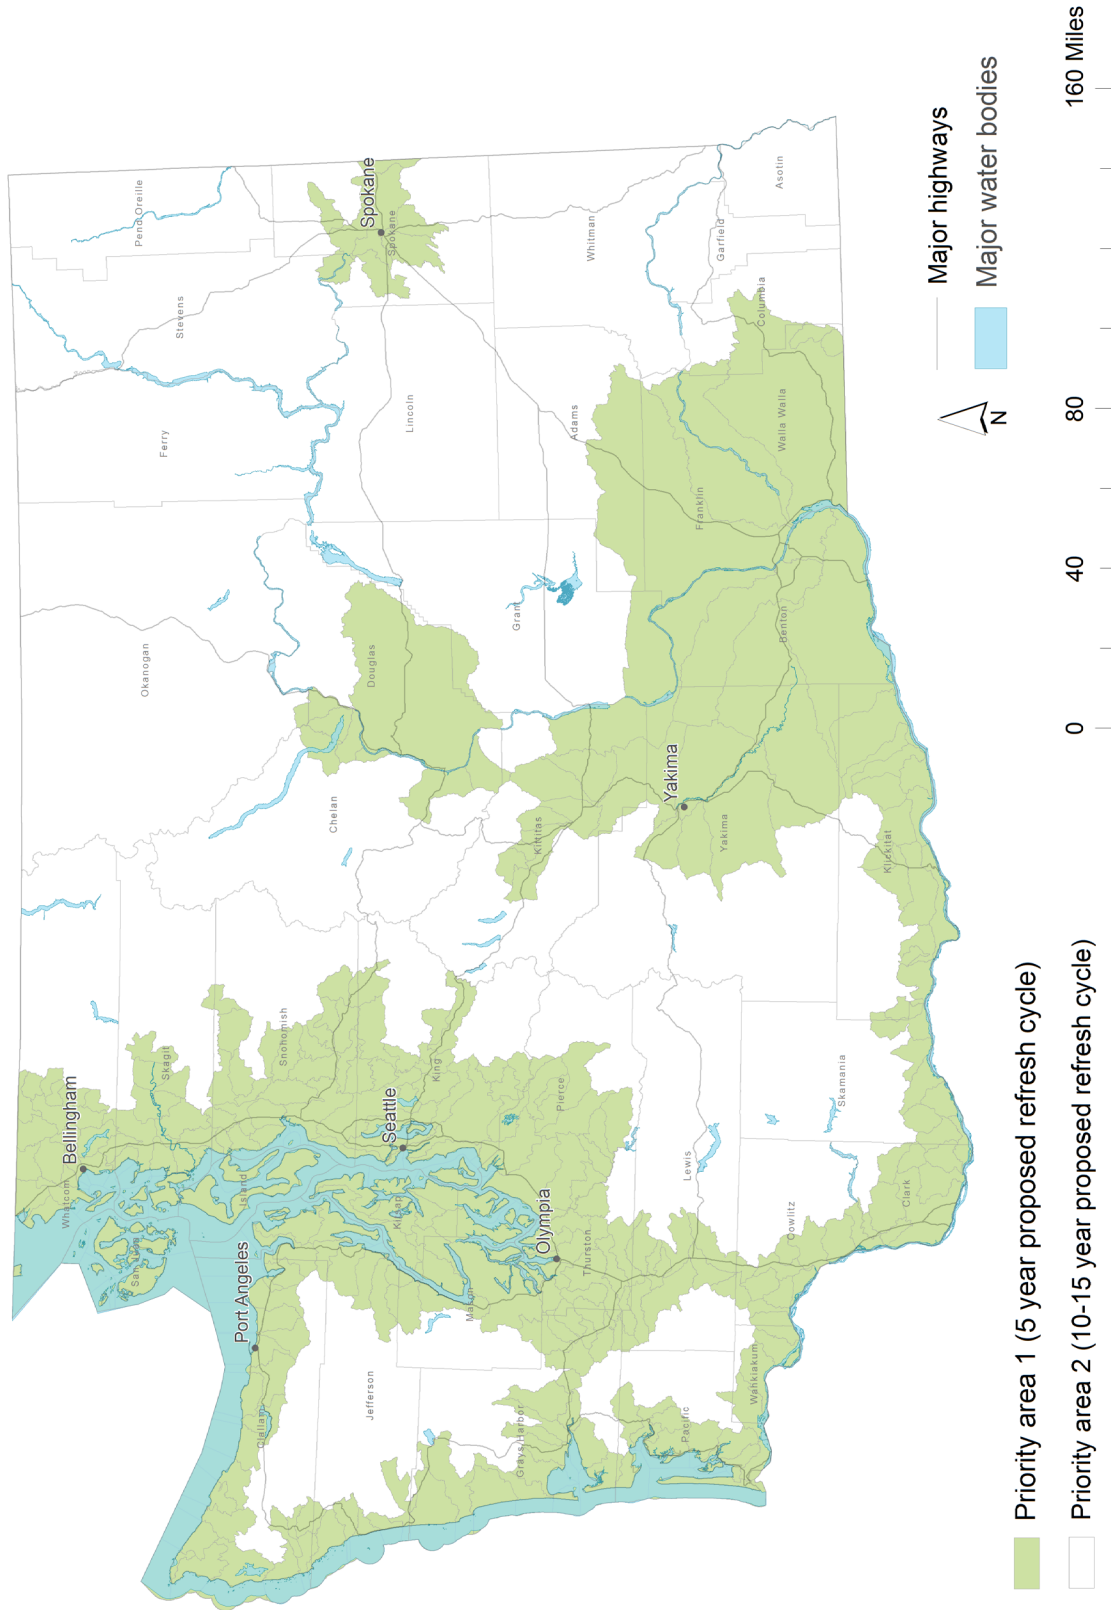 Whatcom
Bellingham
San Juan
Skagit
Island
Snohomish
Port Angeles
Clallam
Jefferson
Kitsap
Seattle
King
Mason
Grays Harbor
Olympia
Thurston
Pierce
Pacific
Lewis
Wahkiakum
Cowlitz
Clark
Skamania
Okanogan
Chelan
Douglas
Kittitas
Grant
Yakima
Yakima
Klickitat
Benton
Ferry
Stevens
Pend Oreille
Lincoln
Spokane
Spokane
Adams
Whitman
Franklin
Walla Walla
Columbia
Garfield
Asotin
Priority area 1 (5 year proposed refresh cycle)
Priority area 2 (10-15 year proposed refresh cycle)
N
Major highways
Major water bodies
0 40 80 160 Miles